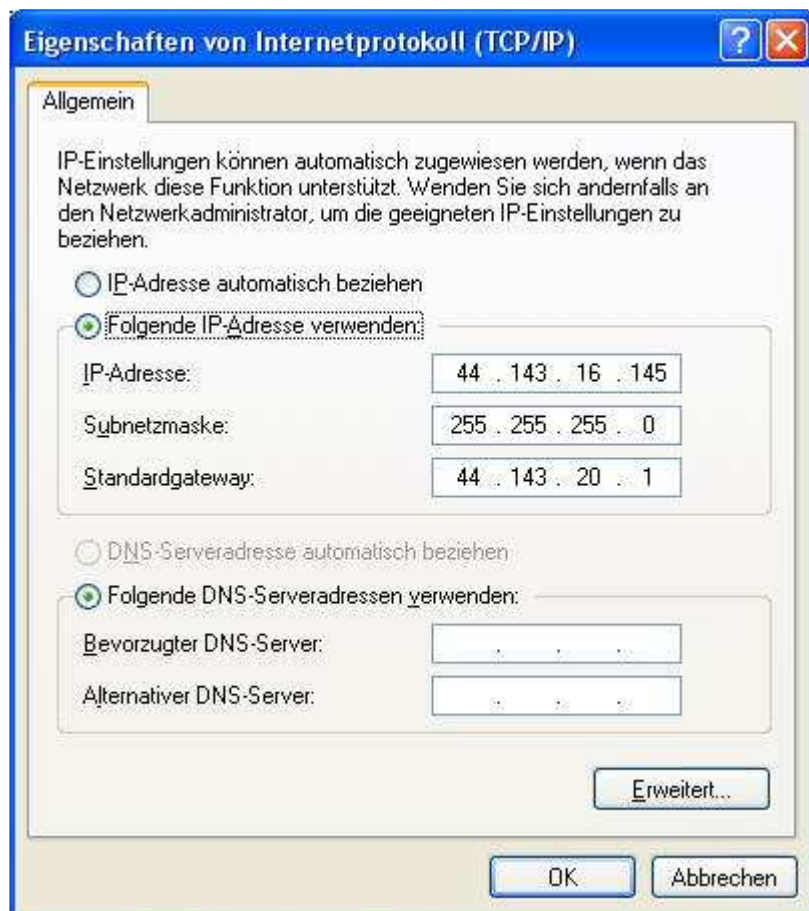 Eigenschaften von Internetprotokoll (TCP/IP)
Allgemein
IP-Einstellungen können automatisch zugewiesen werden, wenn das
Netzwerk diese Funktion unterstützt. Wenden Sie sich andernfalls an
den Netzwerkadministrator, um die geeigneten IP-Einstellungen zu
beziehen.
IP-Adresse automatisch beziehen
Folgende IP-Adresse verwenden:
IP-Adresse: 44 . 143 . 16 . 145
Subnetzmaske: 255 . 255 . 255 . 0
Standardgateway: 44 . 143 . 20 . 1
DNS-Serveradresse automatisch beziehen
Folgende DNS-Serveradressen verwenden:
Bevorzugter DNS-Server: . . .
Alternativer DNS-Server: . . .
Erweitert...
OK Abbrechen